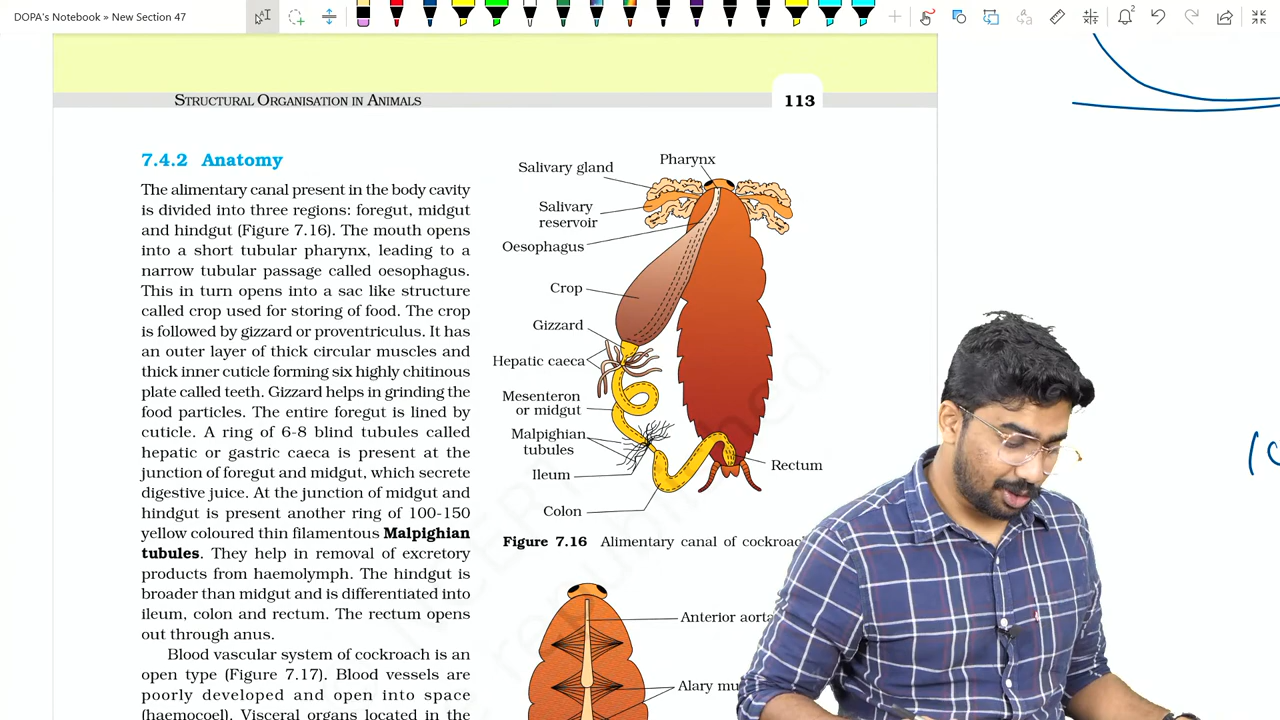 DOPA's Notebook » New Section 47
2
STRUCTURAL ORGANISATION IN ANIMALS
113
7.4.2 Anatomy
The alimentary canal present in the body cavity
is divided into three regions: foregut, midgut
and hindgut (Figure 7.16). The mouth opens
into a short tubular pharynx, leading to a
narrow tubular passage called oesophagus.
This in turn opens into a sac like structure
called crop used for storing of food. The crop
is followed by gizzard or proventriculus. It has
an outer layer of thick circular muscles and
thick inner cuticle forming six highly chitinous
plate called teeth. Gizzard helps in grinding the
food particles. The entire foregut is lined by
cuticle. A ring of 6-8 blind tubules called
hepatic or gastric caeca is present at the
junction of foregut and midgut, which secrete
digestive juice. At the junction of midgut and
hindgut is present another ring of 100-150
yellow coloured thin filamentous Malpighian
tubules. They help in removal of excretory
products from haemolymph. The hindgut is
broader than midgut and is differentiated into
ileum, colon and rectum. The rectum opens
out through anus.
Blood vascular system of cockroach is an
open type (Figure 7.17). Blood vessels are
poorly developed and open into space
(haemocoel). Visceral organs located in the
Pharynx
Salivary gland
Salivary
reservoir
Oesophagus
Crop
Gizzard
Hepatic caeca
Mesenteron
or midgut
Malpighian
tubules
Ileum
Rectum
Colon
Figure 7.16 Alimentary canal of cockroac
Anterior aorta
Alary mu